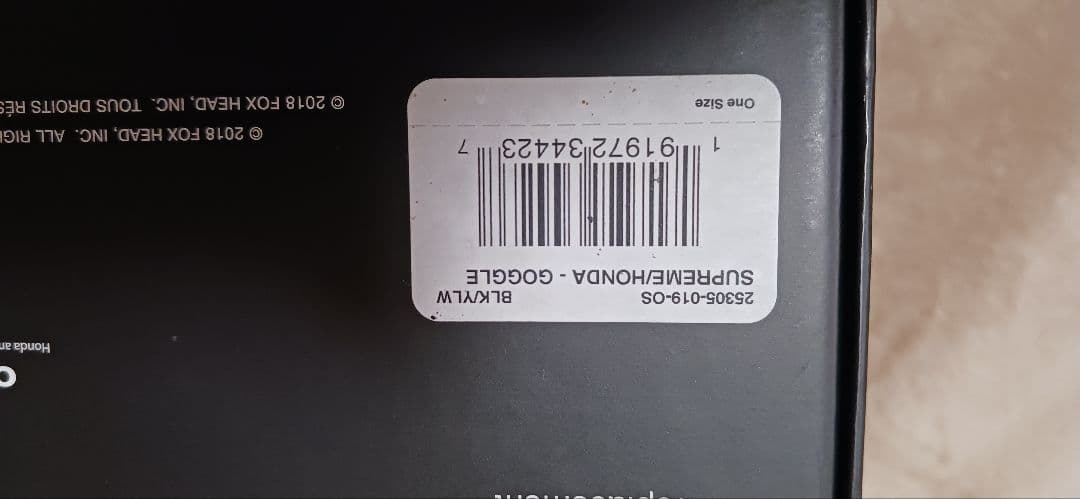 25305-019-OS BLK/YLW
SUPREME/HONDA - GOGGLE
1 91972 34423 7
One Size
Honda
© 2018 FOX HEAD, INC. ALL
© 2018 FOX HEAD, INC. TOUS DROITS